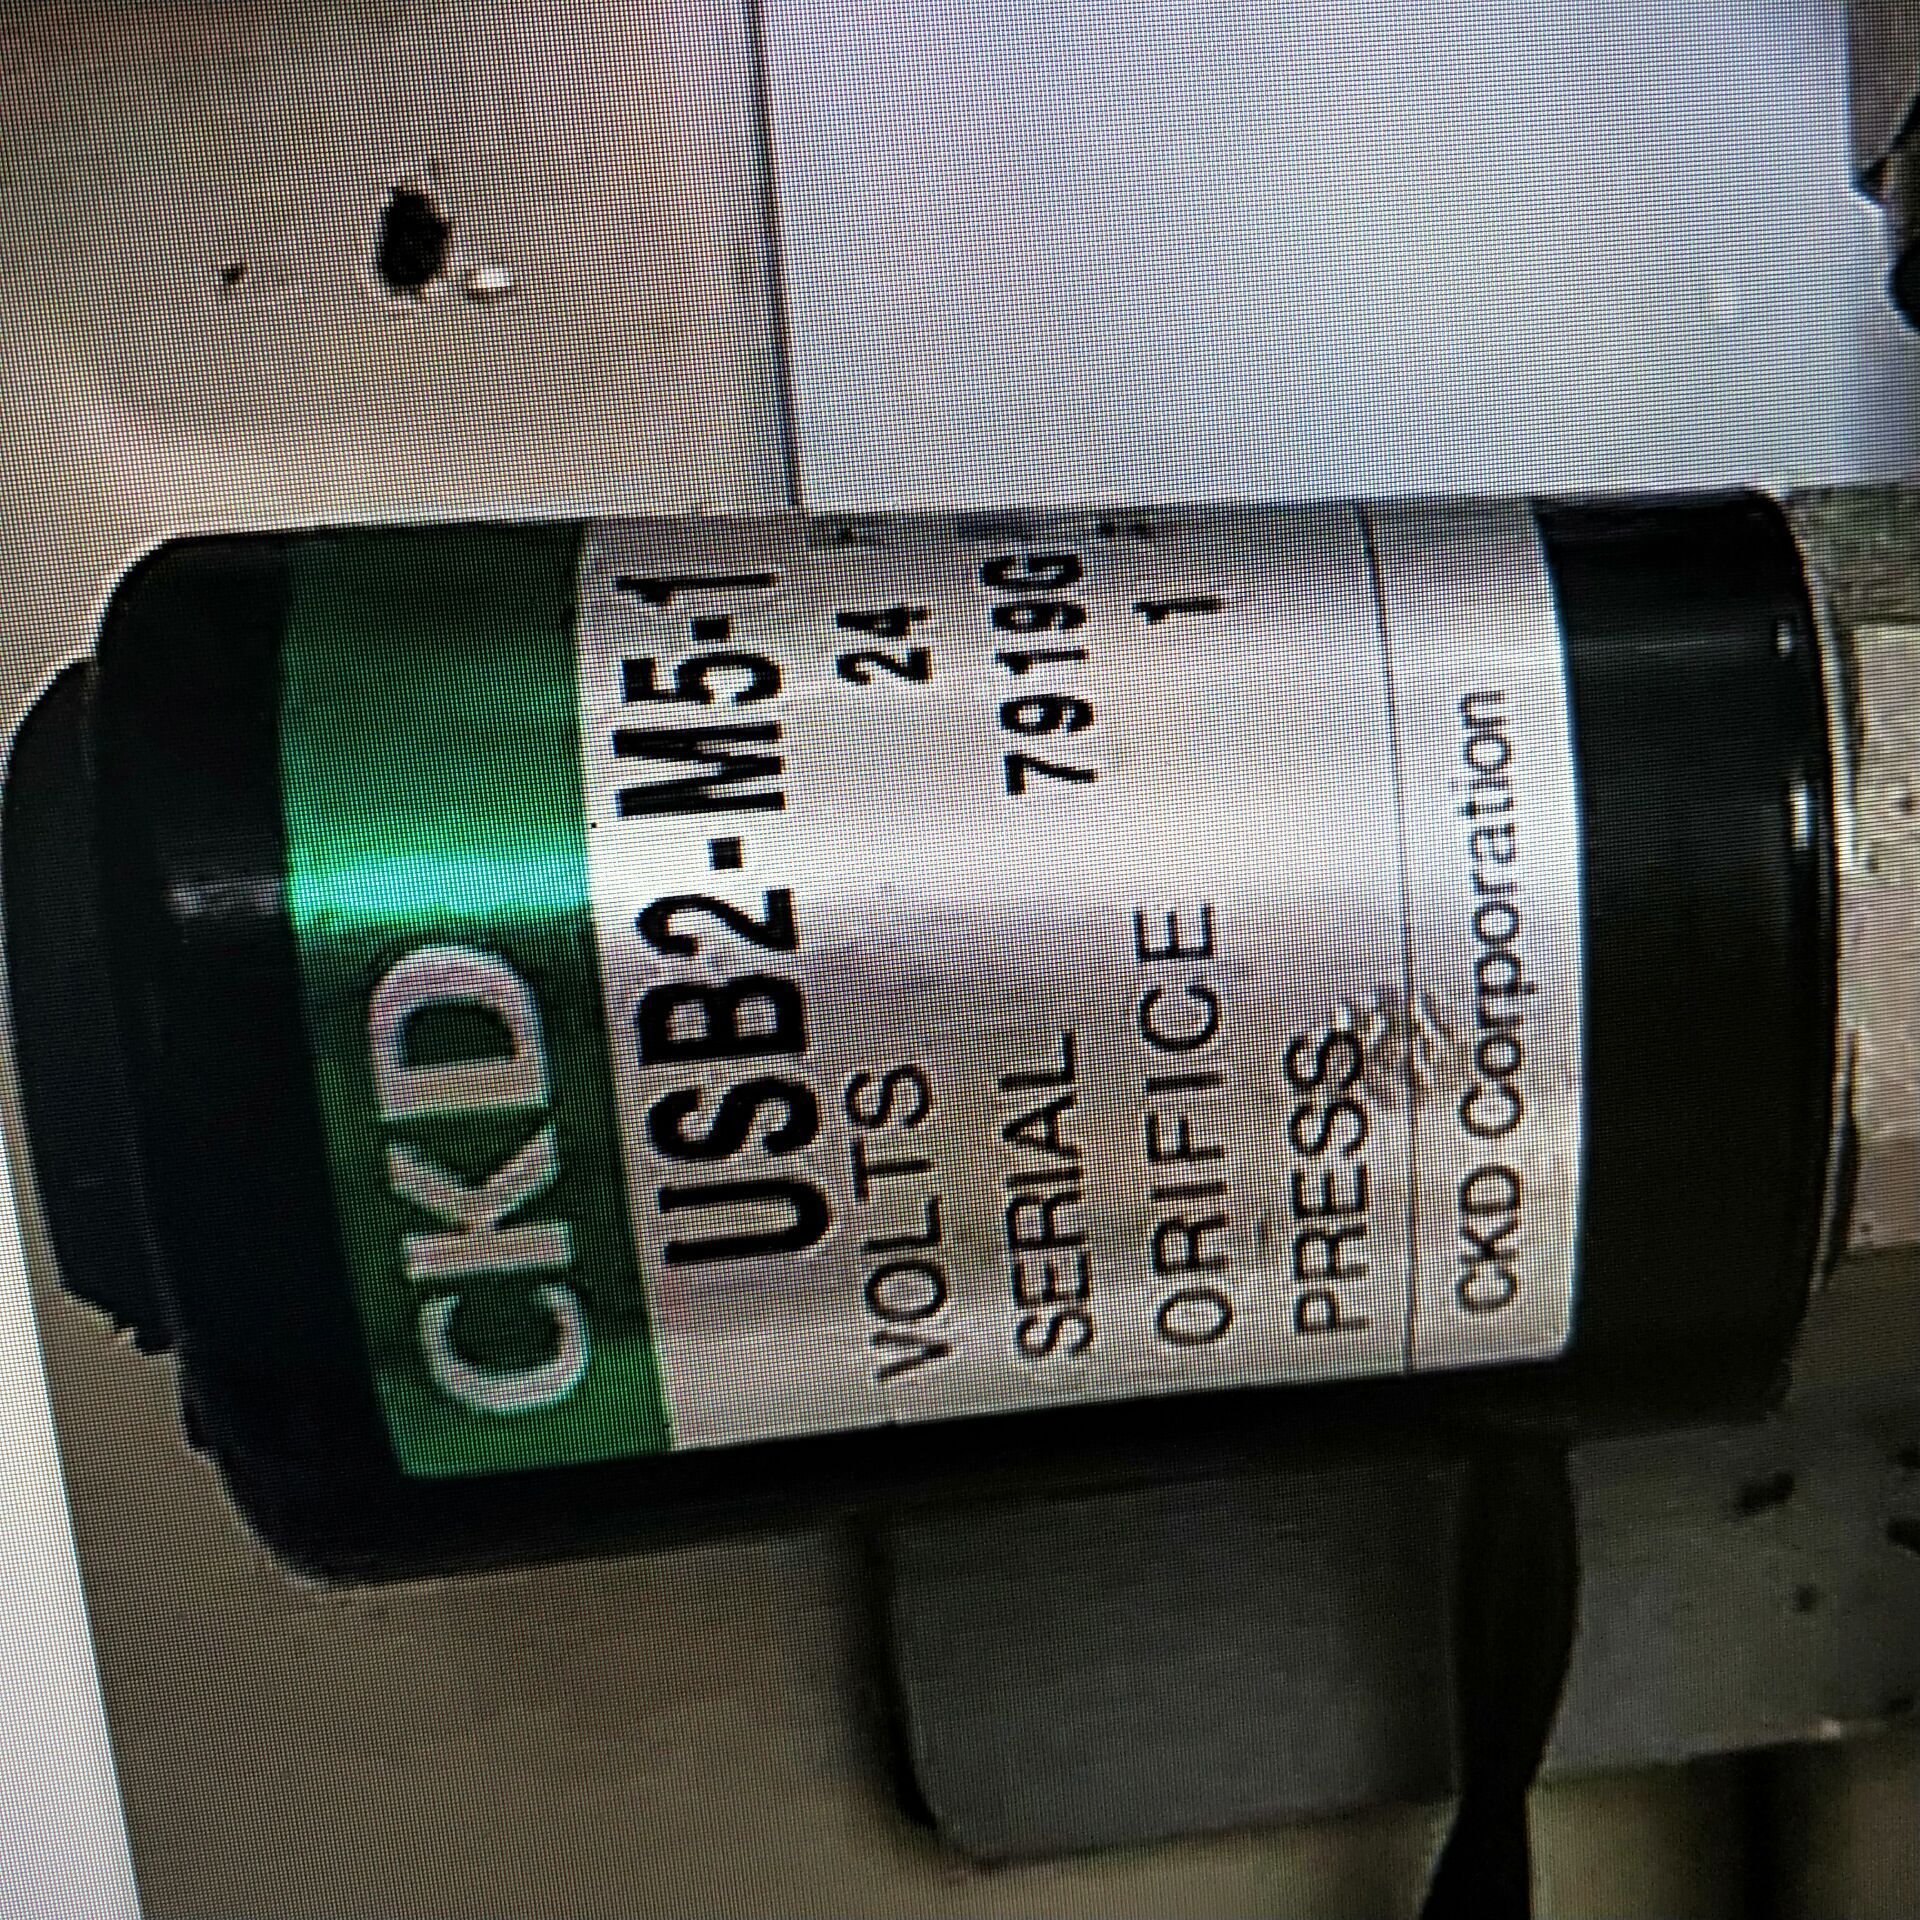 CKD
USB2-M5-1
VOLTS 24
SERIAL 7919G
ORIFICE 1
PRESS.
CKD Corporation